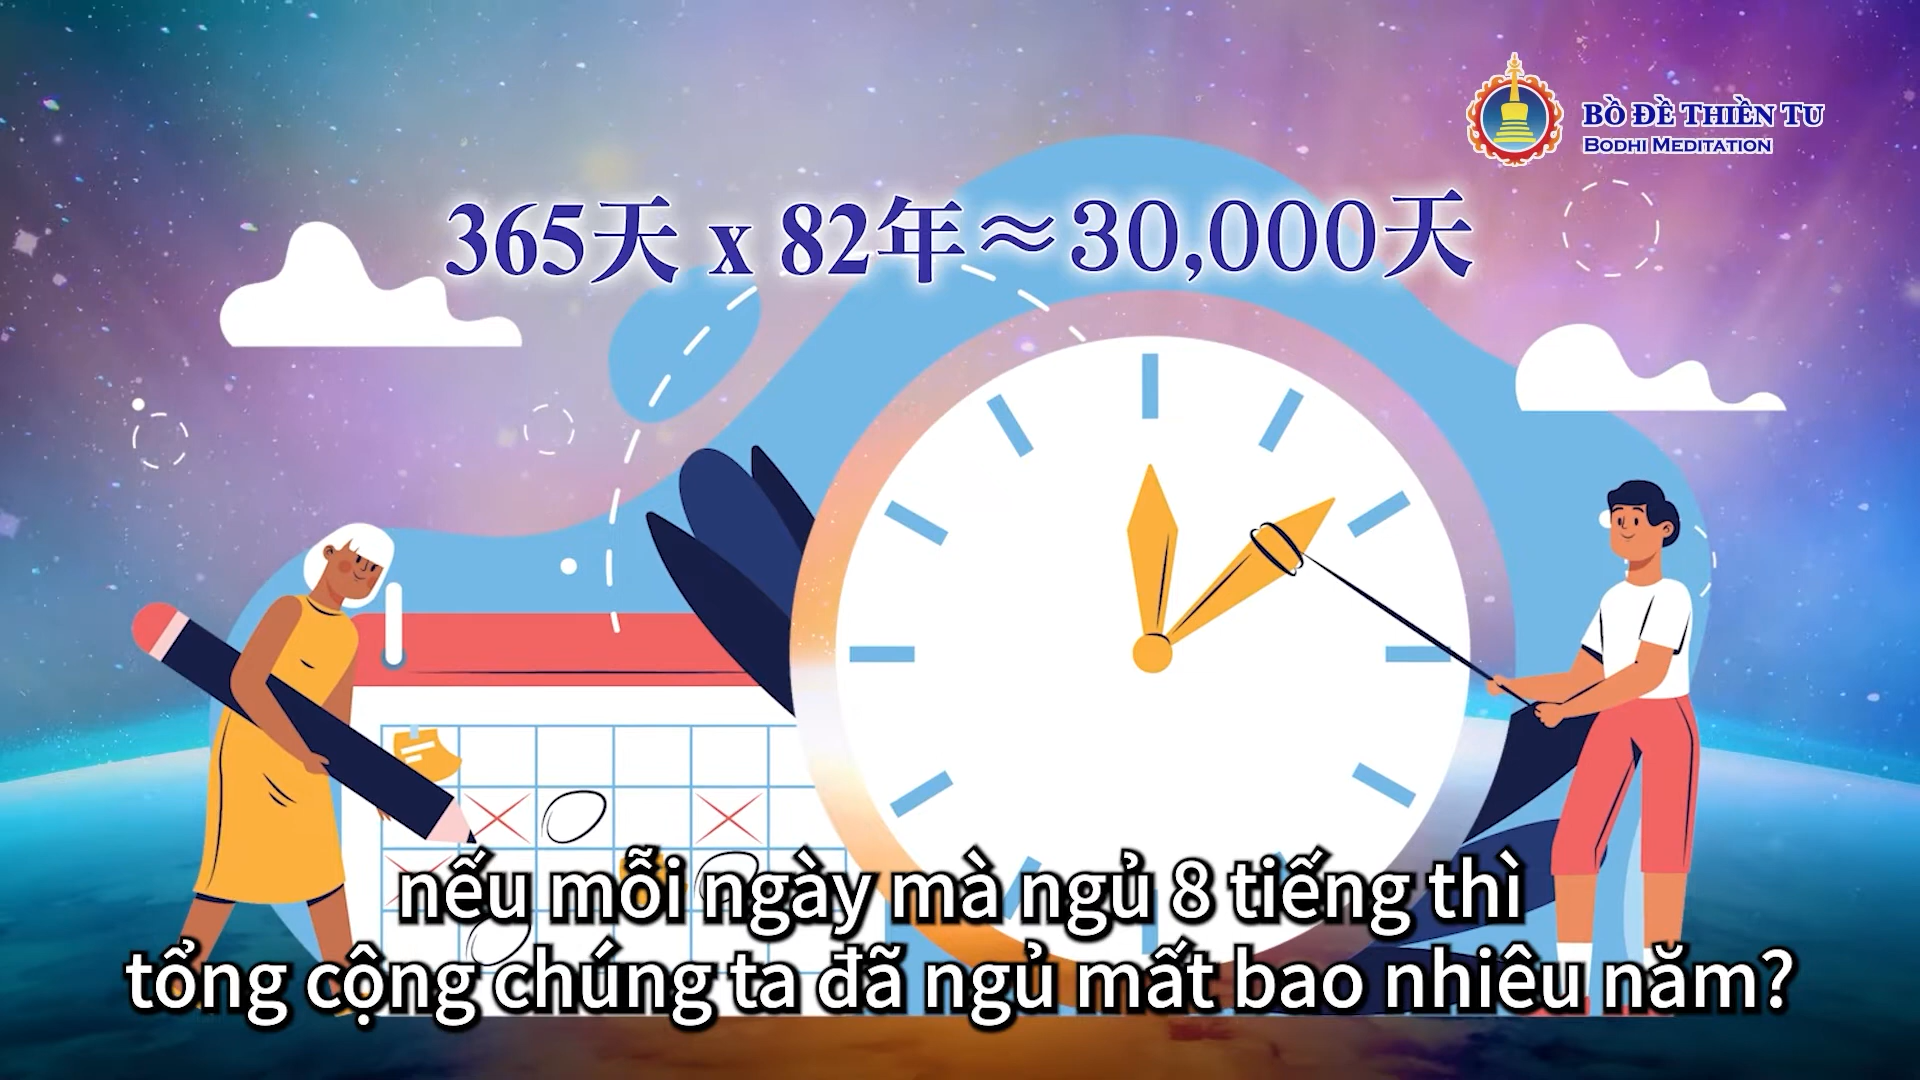 BỒ ĐỀ THIỀN TU
BODHI MEDITATION
365天 x 82年≈30,000天
nếu mỗi ngày mà ngủ 8 tiếng thì
tổng cộng chúng ta đã ngủ mất bao nhiêu năm?